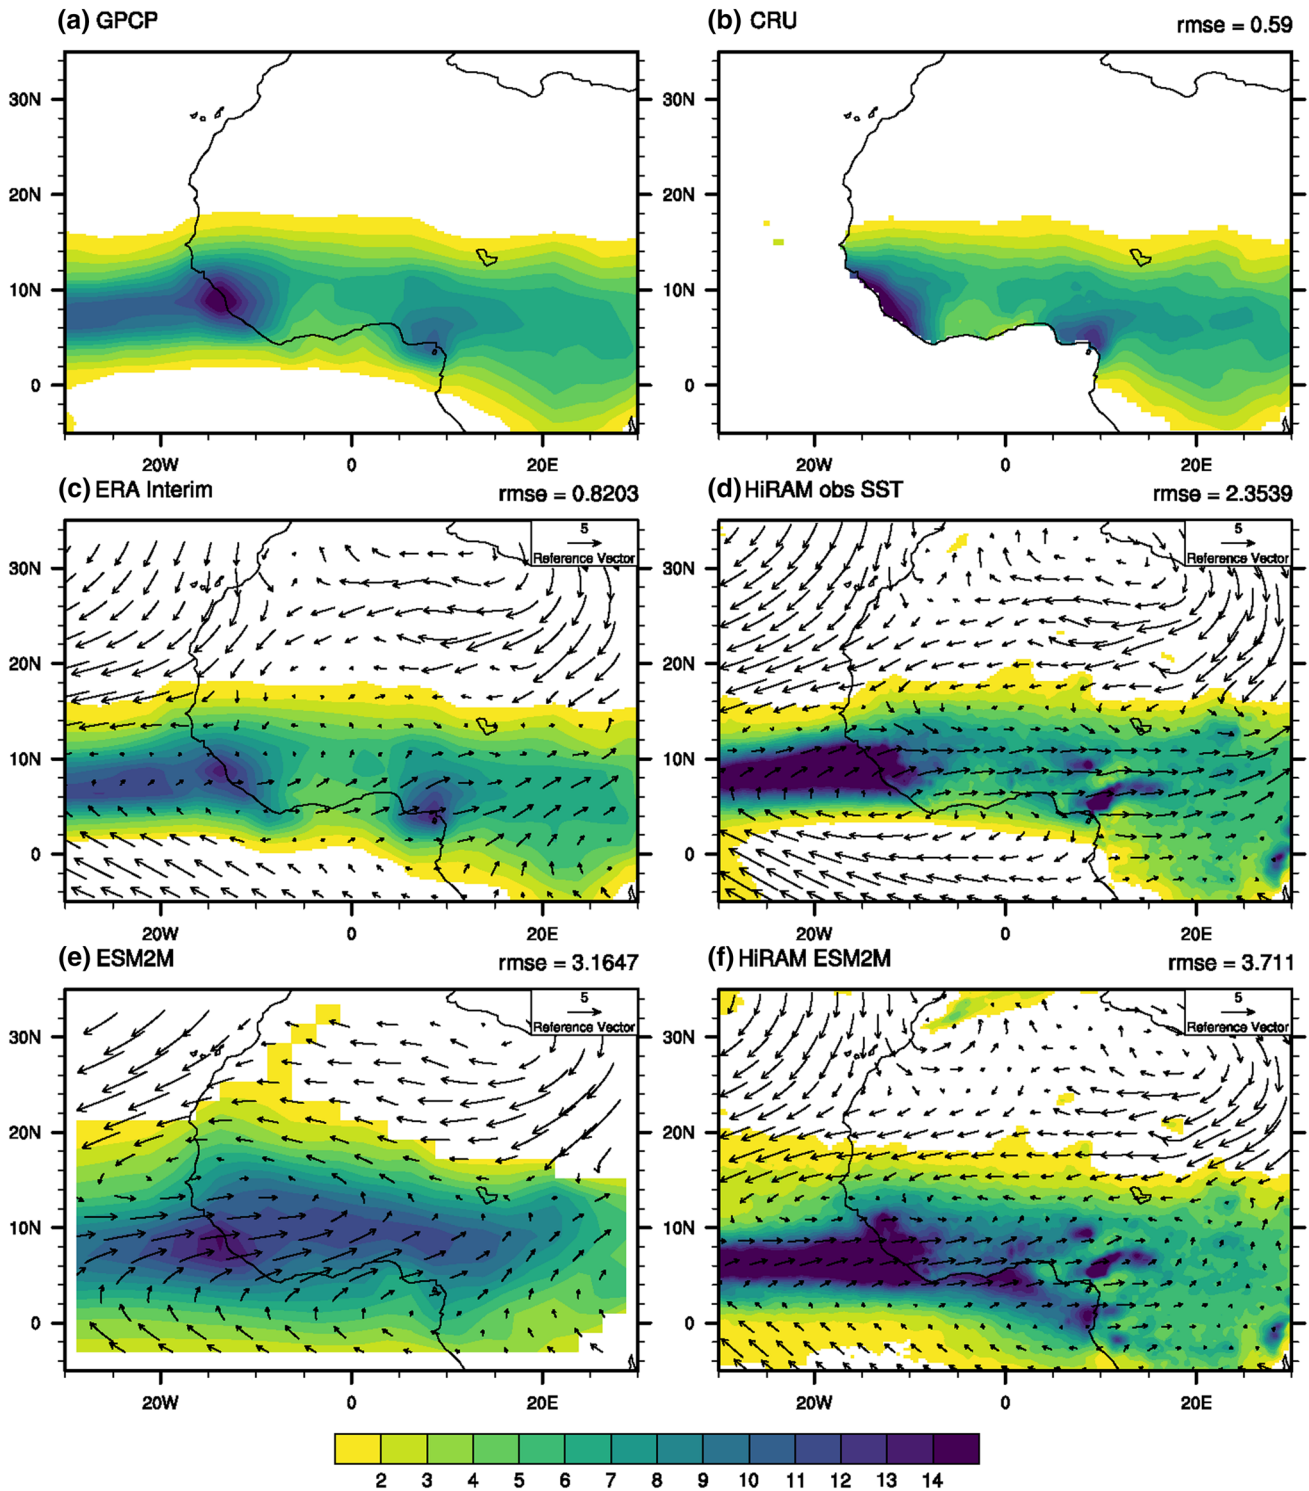 (a) GPCP
(b) CRU
rmse = 0.59
30N
20N
10N
0
20W
0
20E
30N
20N
10N
0
20W
0
20E
(c) ERA Interim
rmse = 0.8203
(d) HiRAM obs SST
rmse = 2.3539
5
Reference Vector
30N
20N
10N
0
20W
0
20E
5
Reference Vector
30N
20N
10N
0
20W
0
20E
(e) ESM2M
rmse = 3.1647
(f) HiRAM ESM2M
rmse = 3.711
5
Reference Vector
30N
20N
10N
0
20W
0
20E
5
Reference Vector
30N
20N
10N
0
20W
0
20E
2 3 4 5 6 7 8 9 10 11 12 13 14